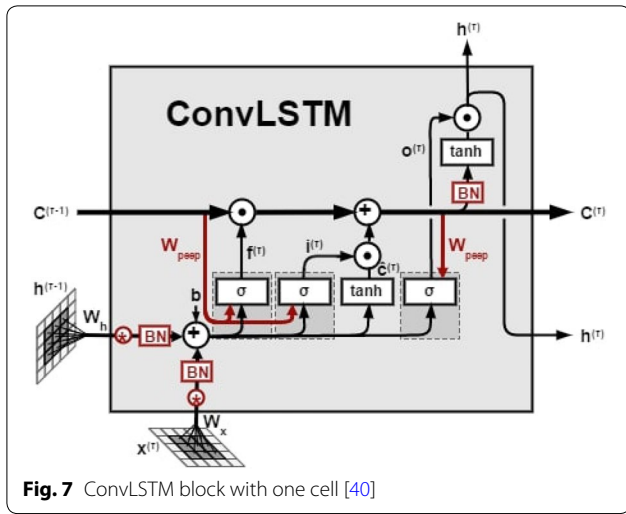 h⁽ᵀ⁾
ConvLSTM
o⁽ᵀ⁾
tanh
BN
C⁽ᵀ⁻¹⁾
C⁽ᵀ⁾
W_peep
f⁽ᵀ⁾
i⁽ᵀ⁾
ĉ⁽ᵀ⁾
W_peep
h⁽ᵀ⁻¹⁾
b
σ
σ
tanh
σ
W_h
BN
h⁽ᵀ⁾
BN
W_x
x⁽ᵀ⁾
Fig. 7 ConvLSTM block with one cell [40]